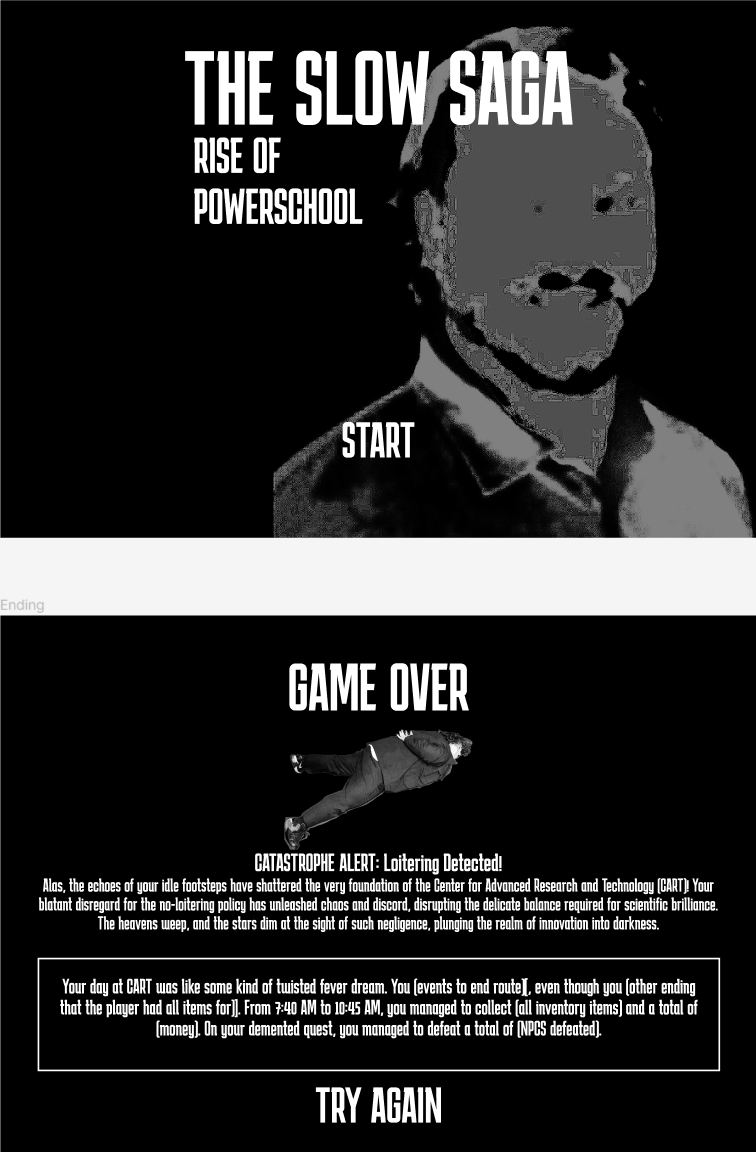 THE SLOW SAGA
RISE OF
POWERSCHOOL
START
Ending
GAME OVER
CATASTROPHE ALERT: Loitering Detected!
Alas, the echoes of your idle footsteps have shattered the very foundation of the Center for Advanced Research and Technology (CART)! Your
blatant disregard for the no-loitering policy has unleashed chaos and discord, disrupting the delicate balance required for scientific brilliance.
The heavens weep, and the stars dim at the sight of such negligence, plunging the realm of innovation into darkness.
Your day at CART was like some kind of twisted fever dream. You (events to end route)(, even though you (other ending
that the player had all items for)). From 7:40 AM to 10:45 AM, you managed to collect (all inventory items) and a total of
(money). On your demented quest, you managed to defeat a total of (NPCS defeated).
TRY AGAIN